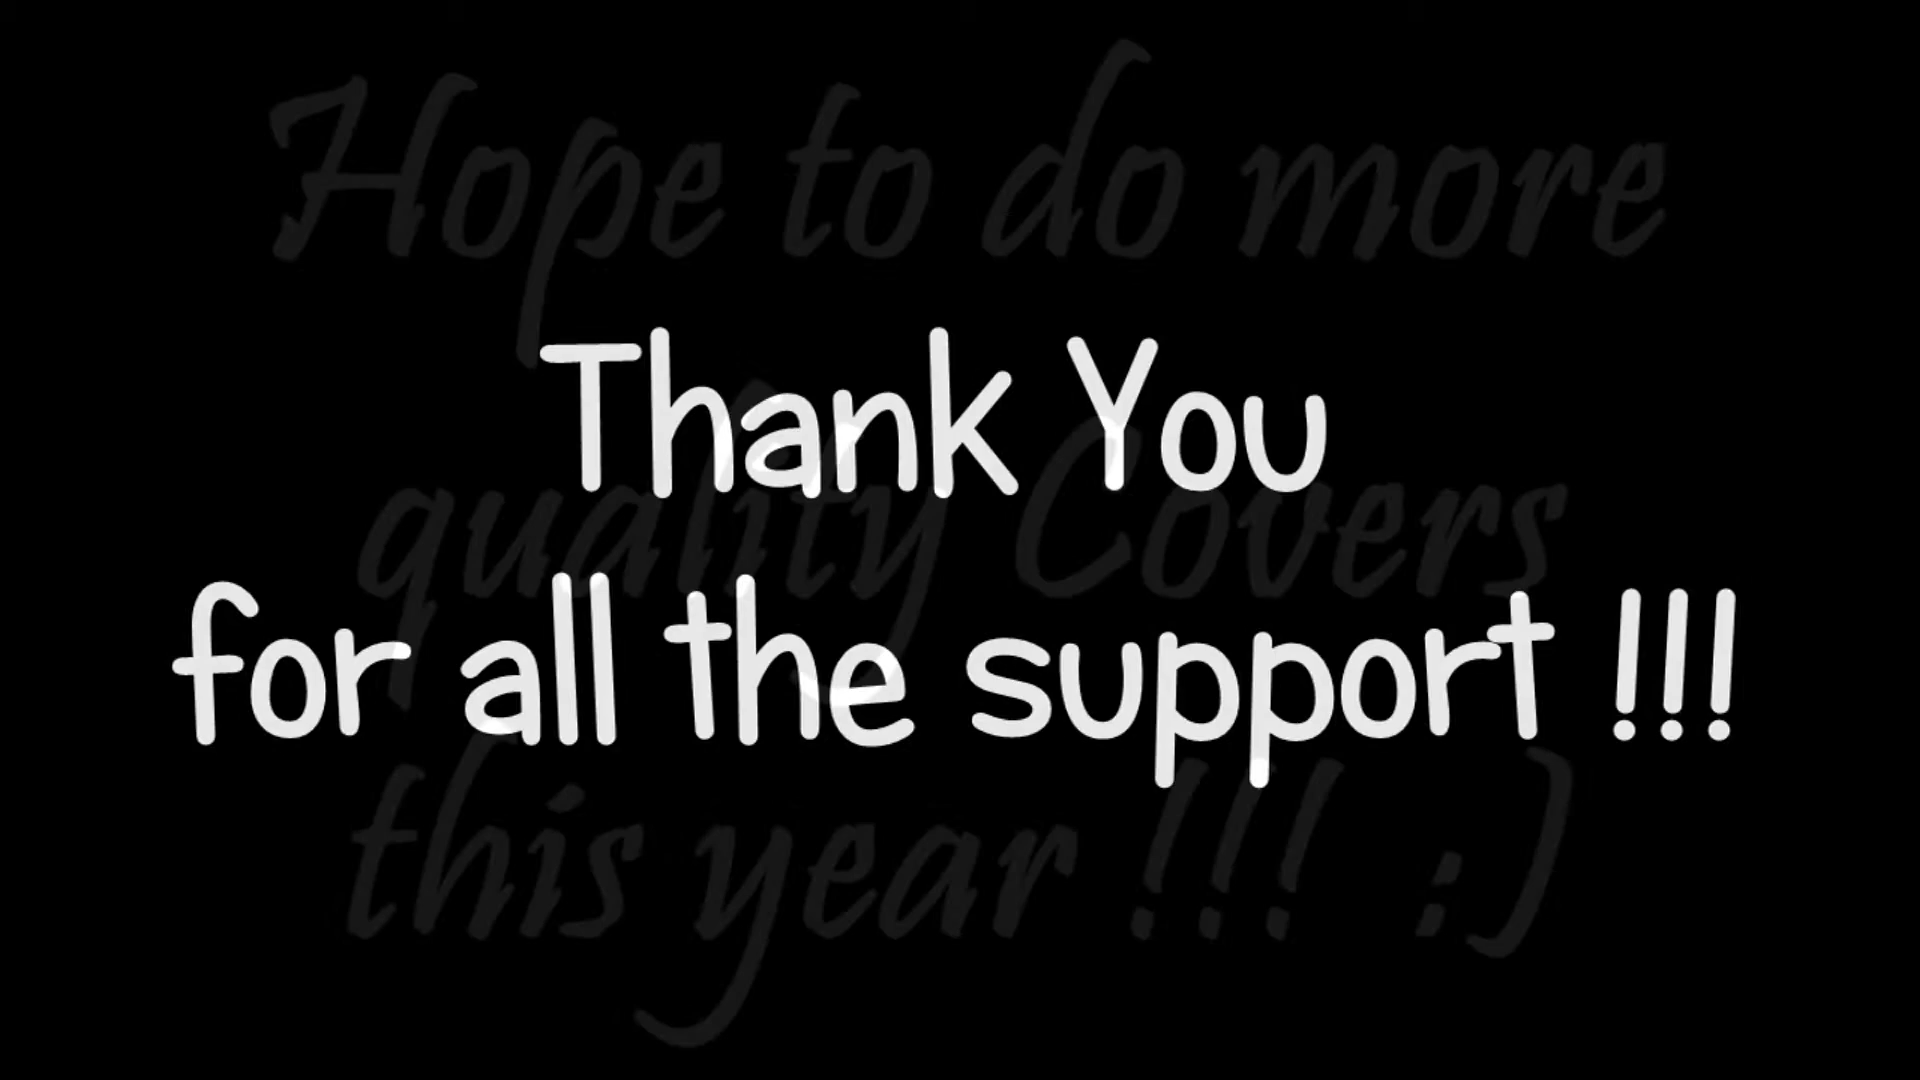 Hope to do more
Thank You
quality Covers
for all the support !!!
this year !!! :)